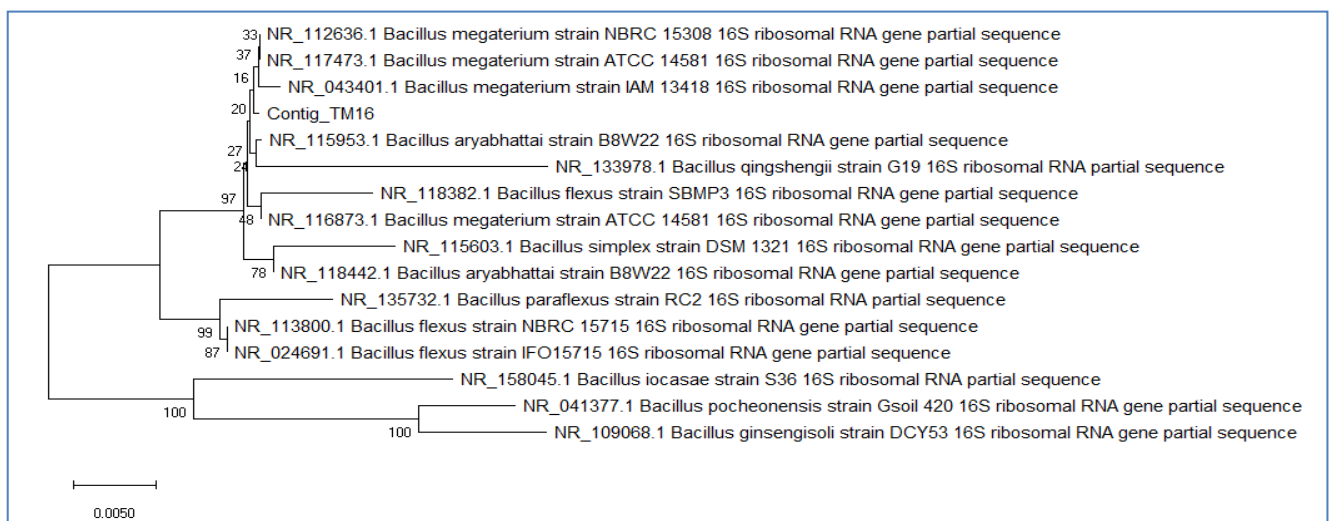 33 NR_112636.1 Bacillus megaterium strain NBRC 15308 16S ribosomal RNA gene partial sequence
37 NR_117473.1 Bacillus megaterium strain ATCC 14581 16S ribosomal RNA gene partial sequence
16 NR_043401.1 Bacillus megaterium strain IAM 13418 16S ribosomal RNA gene partial sequence
20 Contig_TM16
NR_115953.1 Bacillus aryabhattai strain B8W22 16S ribosomal RNA gene partial sequence
27
24 NR_133978.1 Bacillus qingshengii strain G19 16S ribosomal RNA partial sequence
97 NR_118382.1 Bacillus flexus strain SBMP3 16S ribosomal RNA gene partial sequence
48 NR_116873.1 Bacillus megaterium strain ATCC 14581 16S ribosomal RNA gene partial sequence
NR_115603.1 Bacillus simplex strain DSM 1321 16S ribosomal RNA gene partial sequence
78 NR_118442.1 Bacillus aryabhattai strain B8W22 16S ribosomal RNA gene partial sequence
NR_135732.1 Bacillus paraflexus strain RC2 16S ribosomal RNA partial sequence
99 NR_113800.1 Bacillus flexus strain NBRC 15715 16S ribosomal RNA gene partial sequence
87 NR_024691.1 Bacillus flexus strain IFO15715 16S ribosomal RNA gene partial sequence
NR_158045.1 Bacillus iocasae strain S36 16S ribosomal RNA partial sequence
100 NR_041377.1 Bacillus pocheonensis strain Gsoil 420 16S ribosomal RNA gene partial sequence
100 NR_109068.1 Bacillus ginsengisoli strain DCY53 16S ribosomal RNA gene partial sequence
0.0050